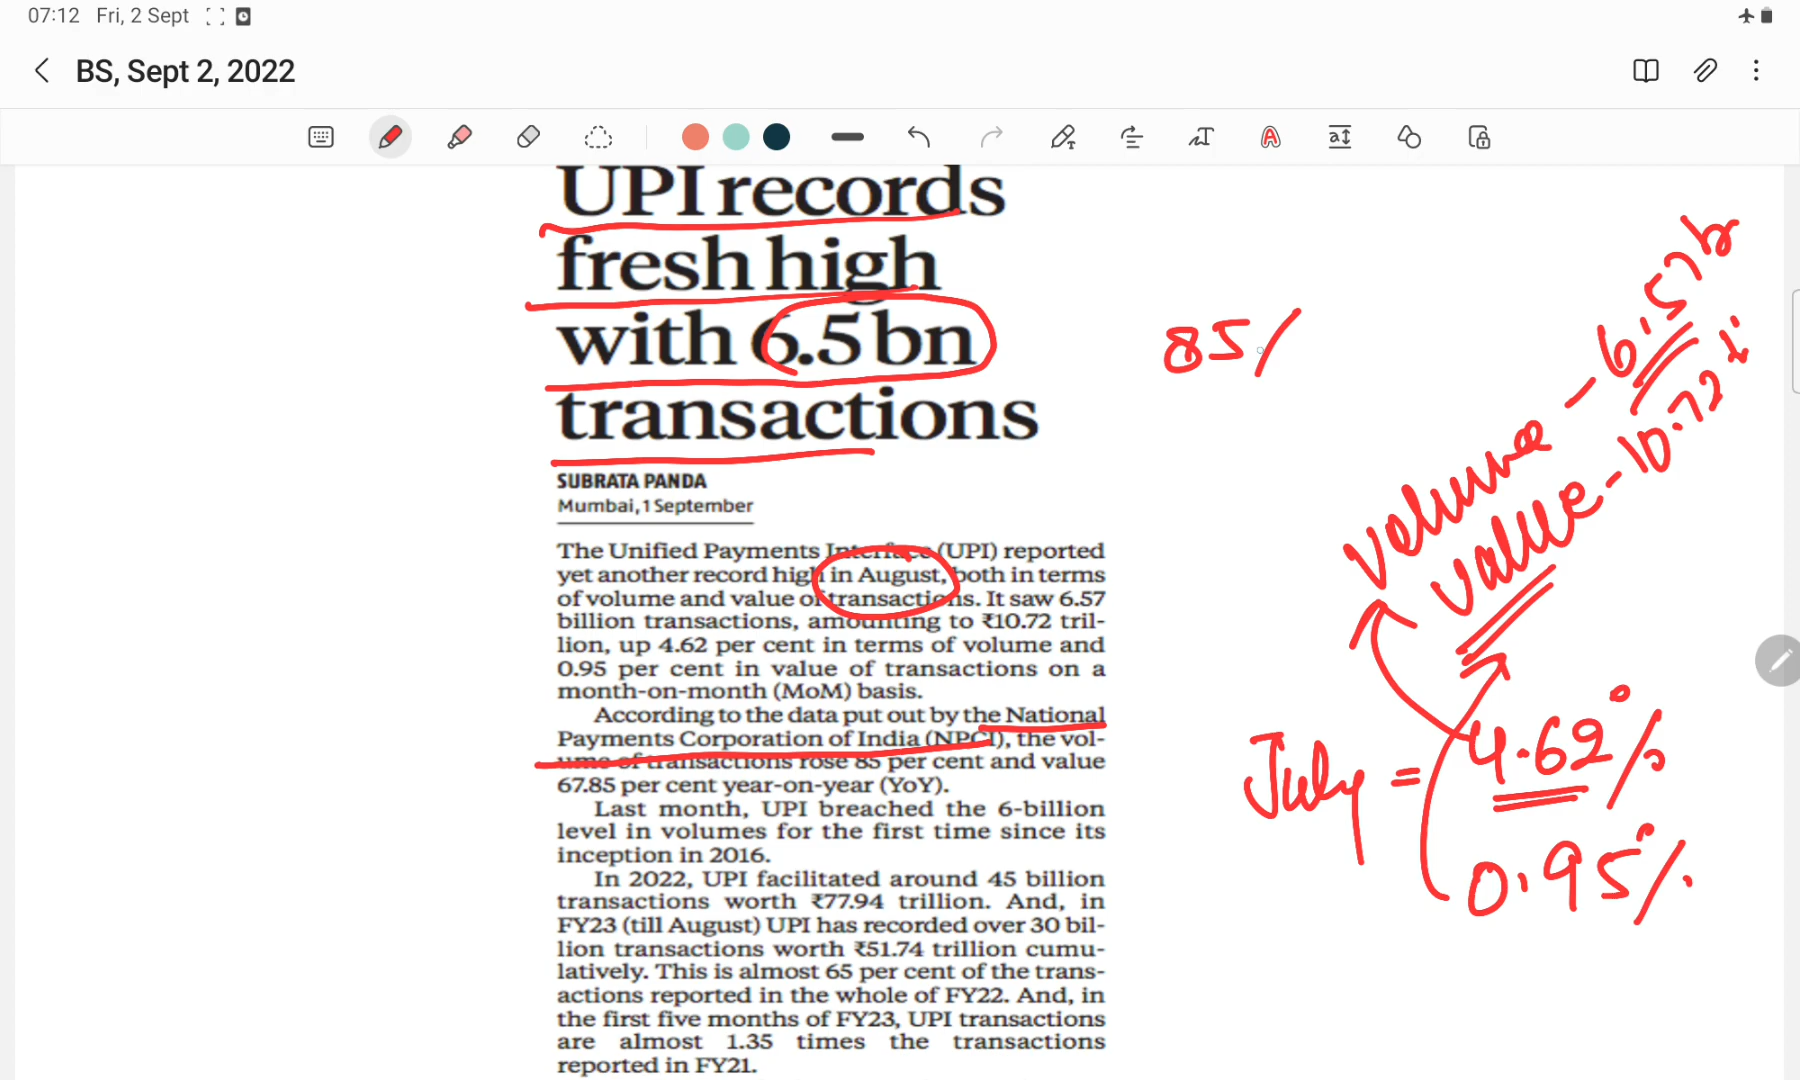 07:12 Fri, 2 Sept
BS, Sept 2, 2022
UPI records
fresh high
with 6.5 bn
transactions
SUBRATA PANDA
Mumbai, 1 September
The Unified Payments Interface (UPI) reported
yet another record high in August, both in terms
of volume and value of transactions. It saw 6.57
billion transactions, amounting to ₹10.72 tril-
lion, up 4.62 per cent in terms of volume and
0.95 per cent in value of transactions on a
month-on-month (MoM) basis.
According to the data put out by the National
Payments Corporation of India (NPCI), the vol-
ume of transactions rose 85 per cent and value
67.85 per cent year-on-year (YoY).
Last month, UPI breached the 6-billion
level in volumes for the first time since its
inception in 2016.
In 2022, UPI facilitated around 45 billion
transactions worth ₹77.94 trillion. And, in
FY23 (till August) UPI has recorded over 30 bil-
lion transactions worth ₹51.74 trillion cumu-
latively. This is almost 65 per cent of the trans-
actions reported in the whole of FY22. And, in
the first five months of FY23, UPI transactions
are almost 1.35 times the transactions
reported in FY21.
85/
Volume - 6.57
Value - 10.72
July = 4.62%
0.95%